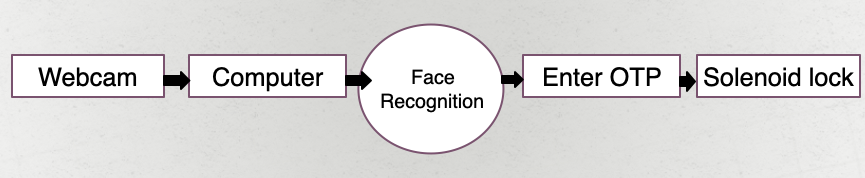 Webcam
Computer
Face
Recognition
Enter OTP
Solenoid lock